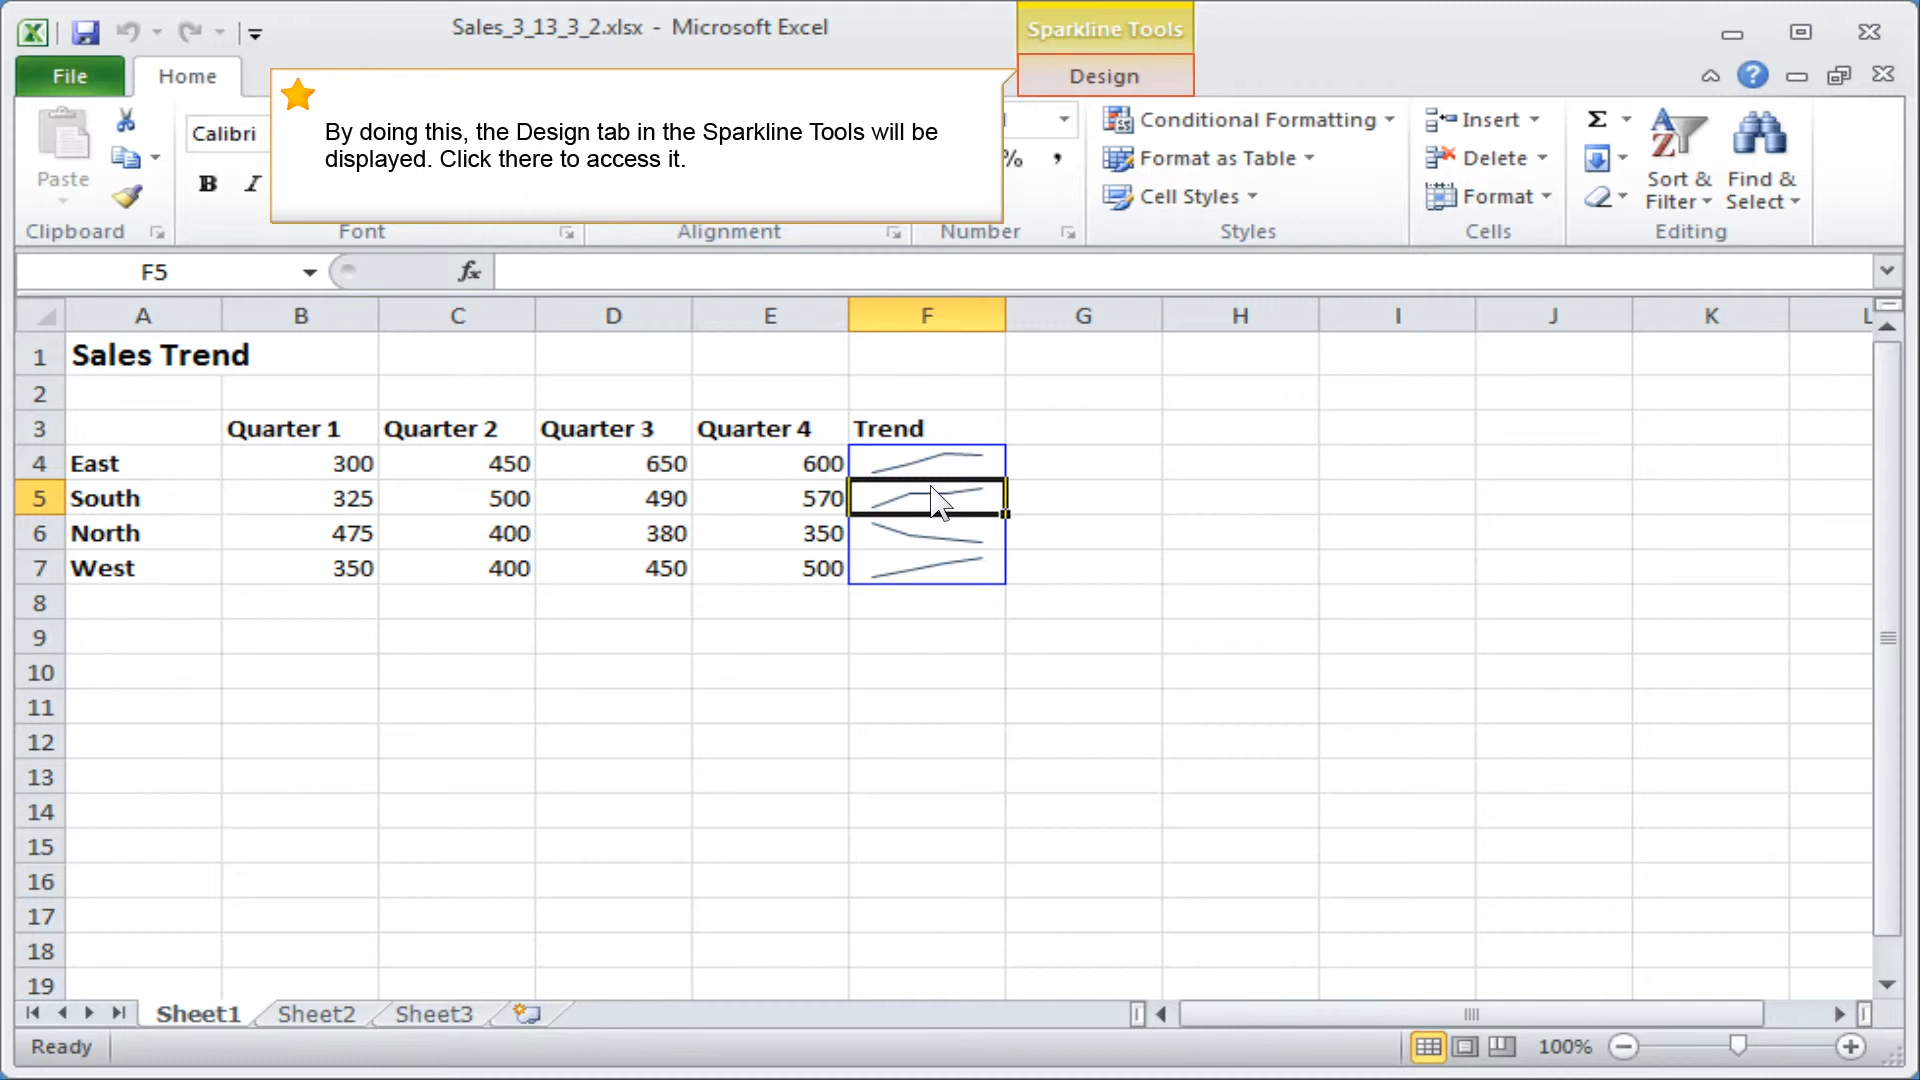 Sales_3_13_3_2.xlsx - Microsoft Excel
Sparkline Tools
File Home Design
By doing this, the Design tab in the Sparkline Tools will be
displayed. Click there to access it.
Paste
Clipboard
Calibri
B I
Font
Alignment
% ,
Number
Conditional Formatting
Format as Table
Cell Styles
Styles
Insert
Delete
Format
Cells
Σ
Sort &
Filter
Find &
Select
Editing
F5 fx
A B C D E F G H I J K L
1 Sales Trend
2
3 Quarter 1 Quarter 2 Quarter 3 Quarter 4 Trend
4 East 300 450 650 600
5 South 325 500 490 570
6 North 475 400 380 350
7 West 350 400 450 500
8
9
10
11
12
13
14
15
16
17
18
19
Sheet1 Sheet2 Sheet3
Ready 100%